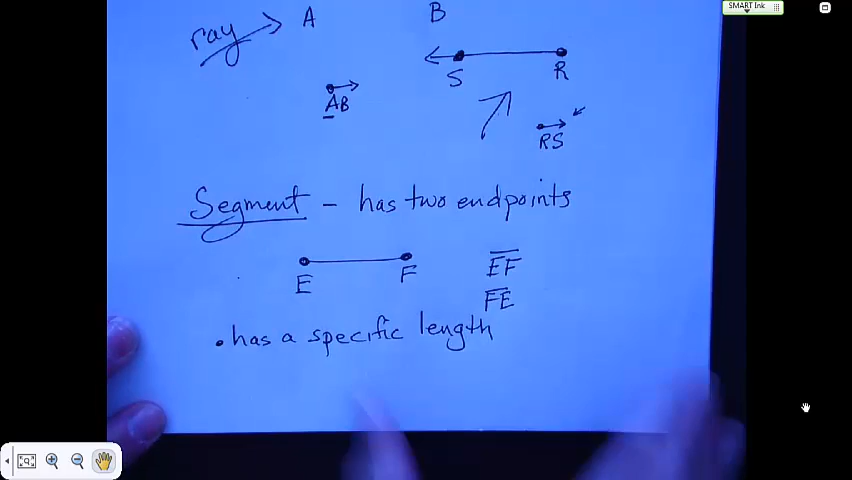 SMART Ink
ray A B
S R
AB
RS
Segment - has two endpoints
E F EF
FE
• has a specific length